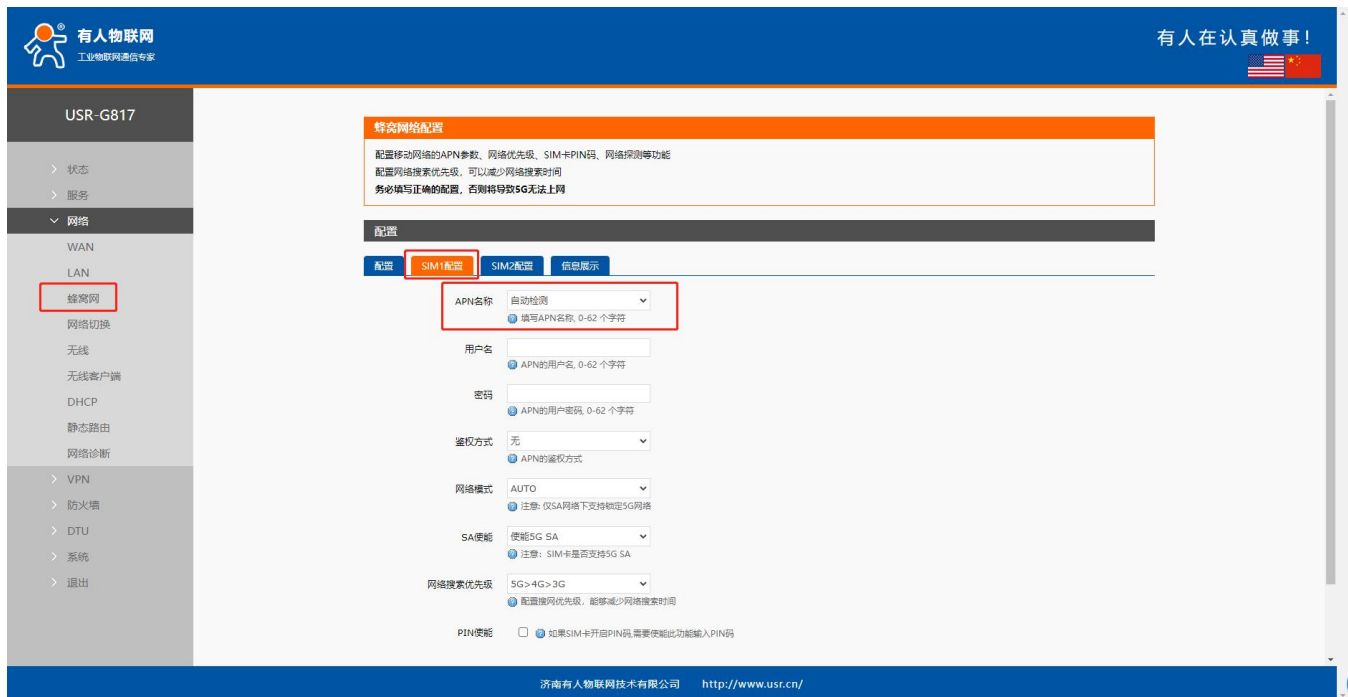 有人物联网
工业物联网通信专家
有人在认真做事!
USR-G817
状态
服务
网络
WAN
LAN
蜂窝网
网络切换
无线
无线客户端
DHCP
静态路由
网络诊断
VPN
防火墙
DTU
系统
退出
蜂窝网络配置
配置移动网络的APN参数、网络优先级、SIM卡PIN码、网络探测等功能
配置网络搜索优先级，可以减少网络搜索时间
务必填写正确的配置，否则将导致5G无法上网
配置
配置 SIM1配置 SIM2配置 信息展示
APN名称 自动检测
填写APN名称, 0-62 个字符
用户名
APN的用户名, 0-62 个字符
密码
APN的用户密码, 0-62 个字符
鉴权方式 无
APN的鉴权方式
网络模式 AUTO
注意: 仅SA网络下支持锁定5G网络
SA使能 使能5G SA
注意：SIM卡是否支持5G SA
网络搜索优先级 5G>4G>3G
配置搜网优先级，能够减少网络搜索时间
PIN使能 如果SIM卡开启PIN码,需要使能此功能输入PIN码
济南有人物联网技术有限公司 http://www.usr.cn/